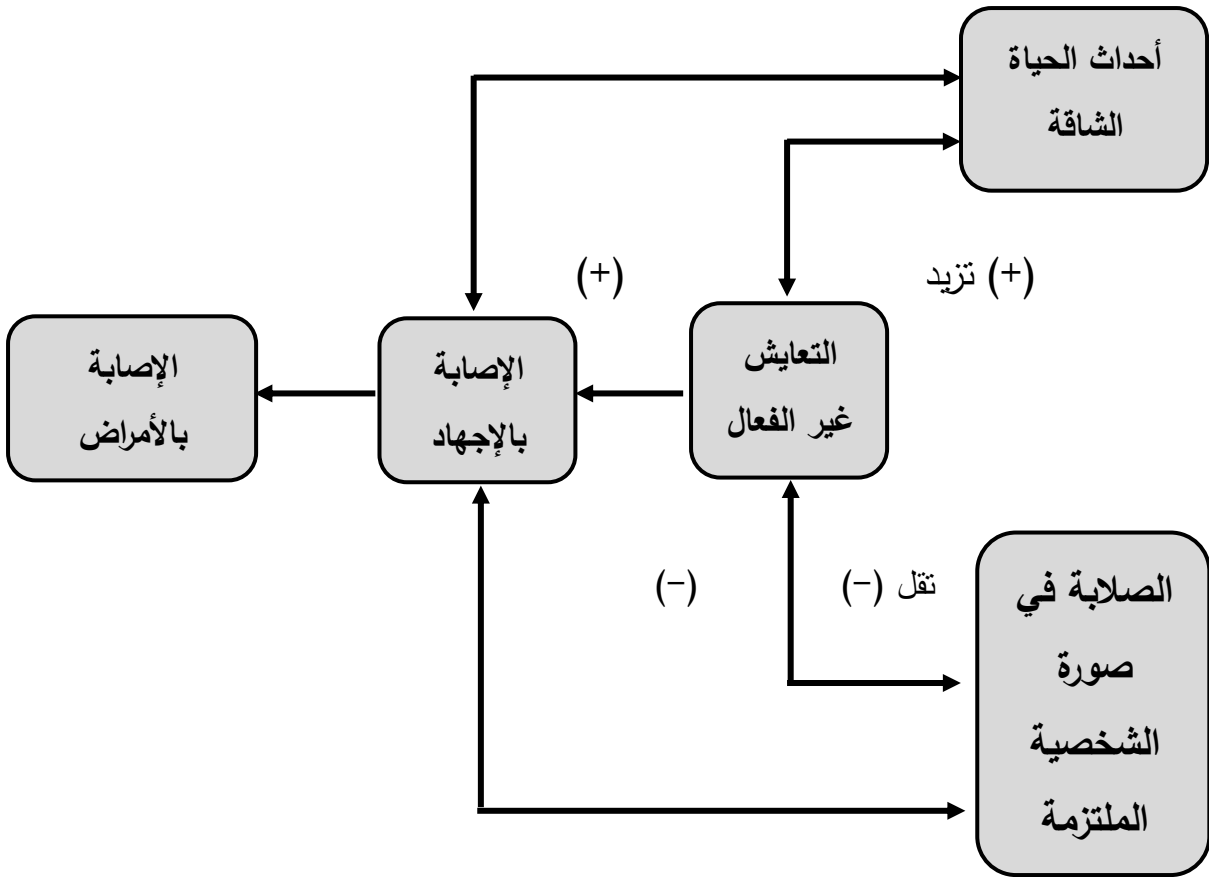 أحداث الحياة
الشاقة
(+)
(+) تزيد
التعايش
غير الفعال
الإصابة
بالإجهاد
الإصابة
بالأمراض
(−)
تقل (−)
الصلابة في
صورة
الشخصية
الملتزمة